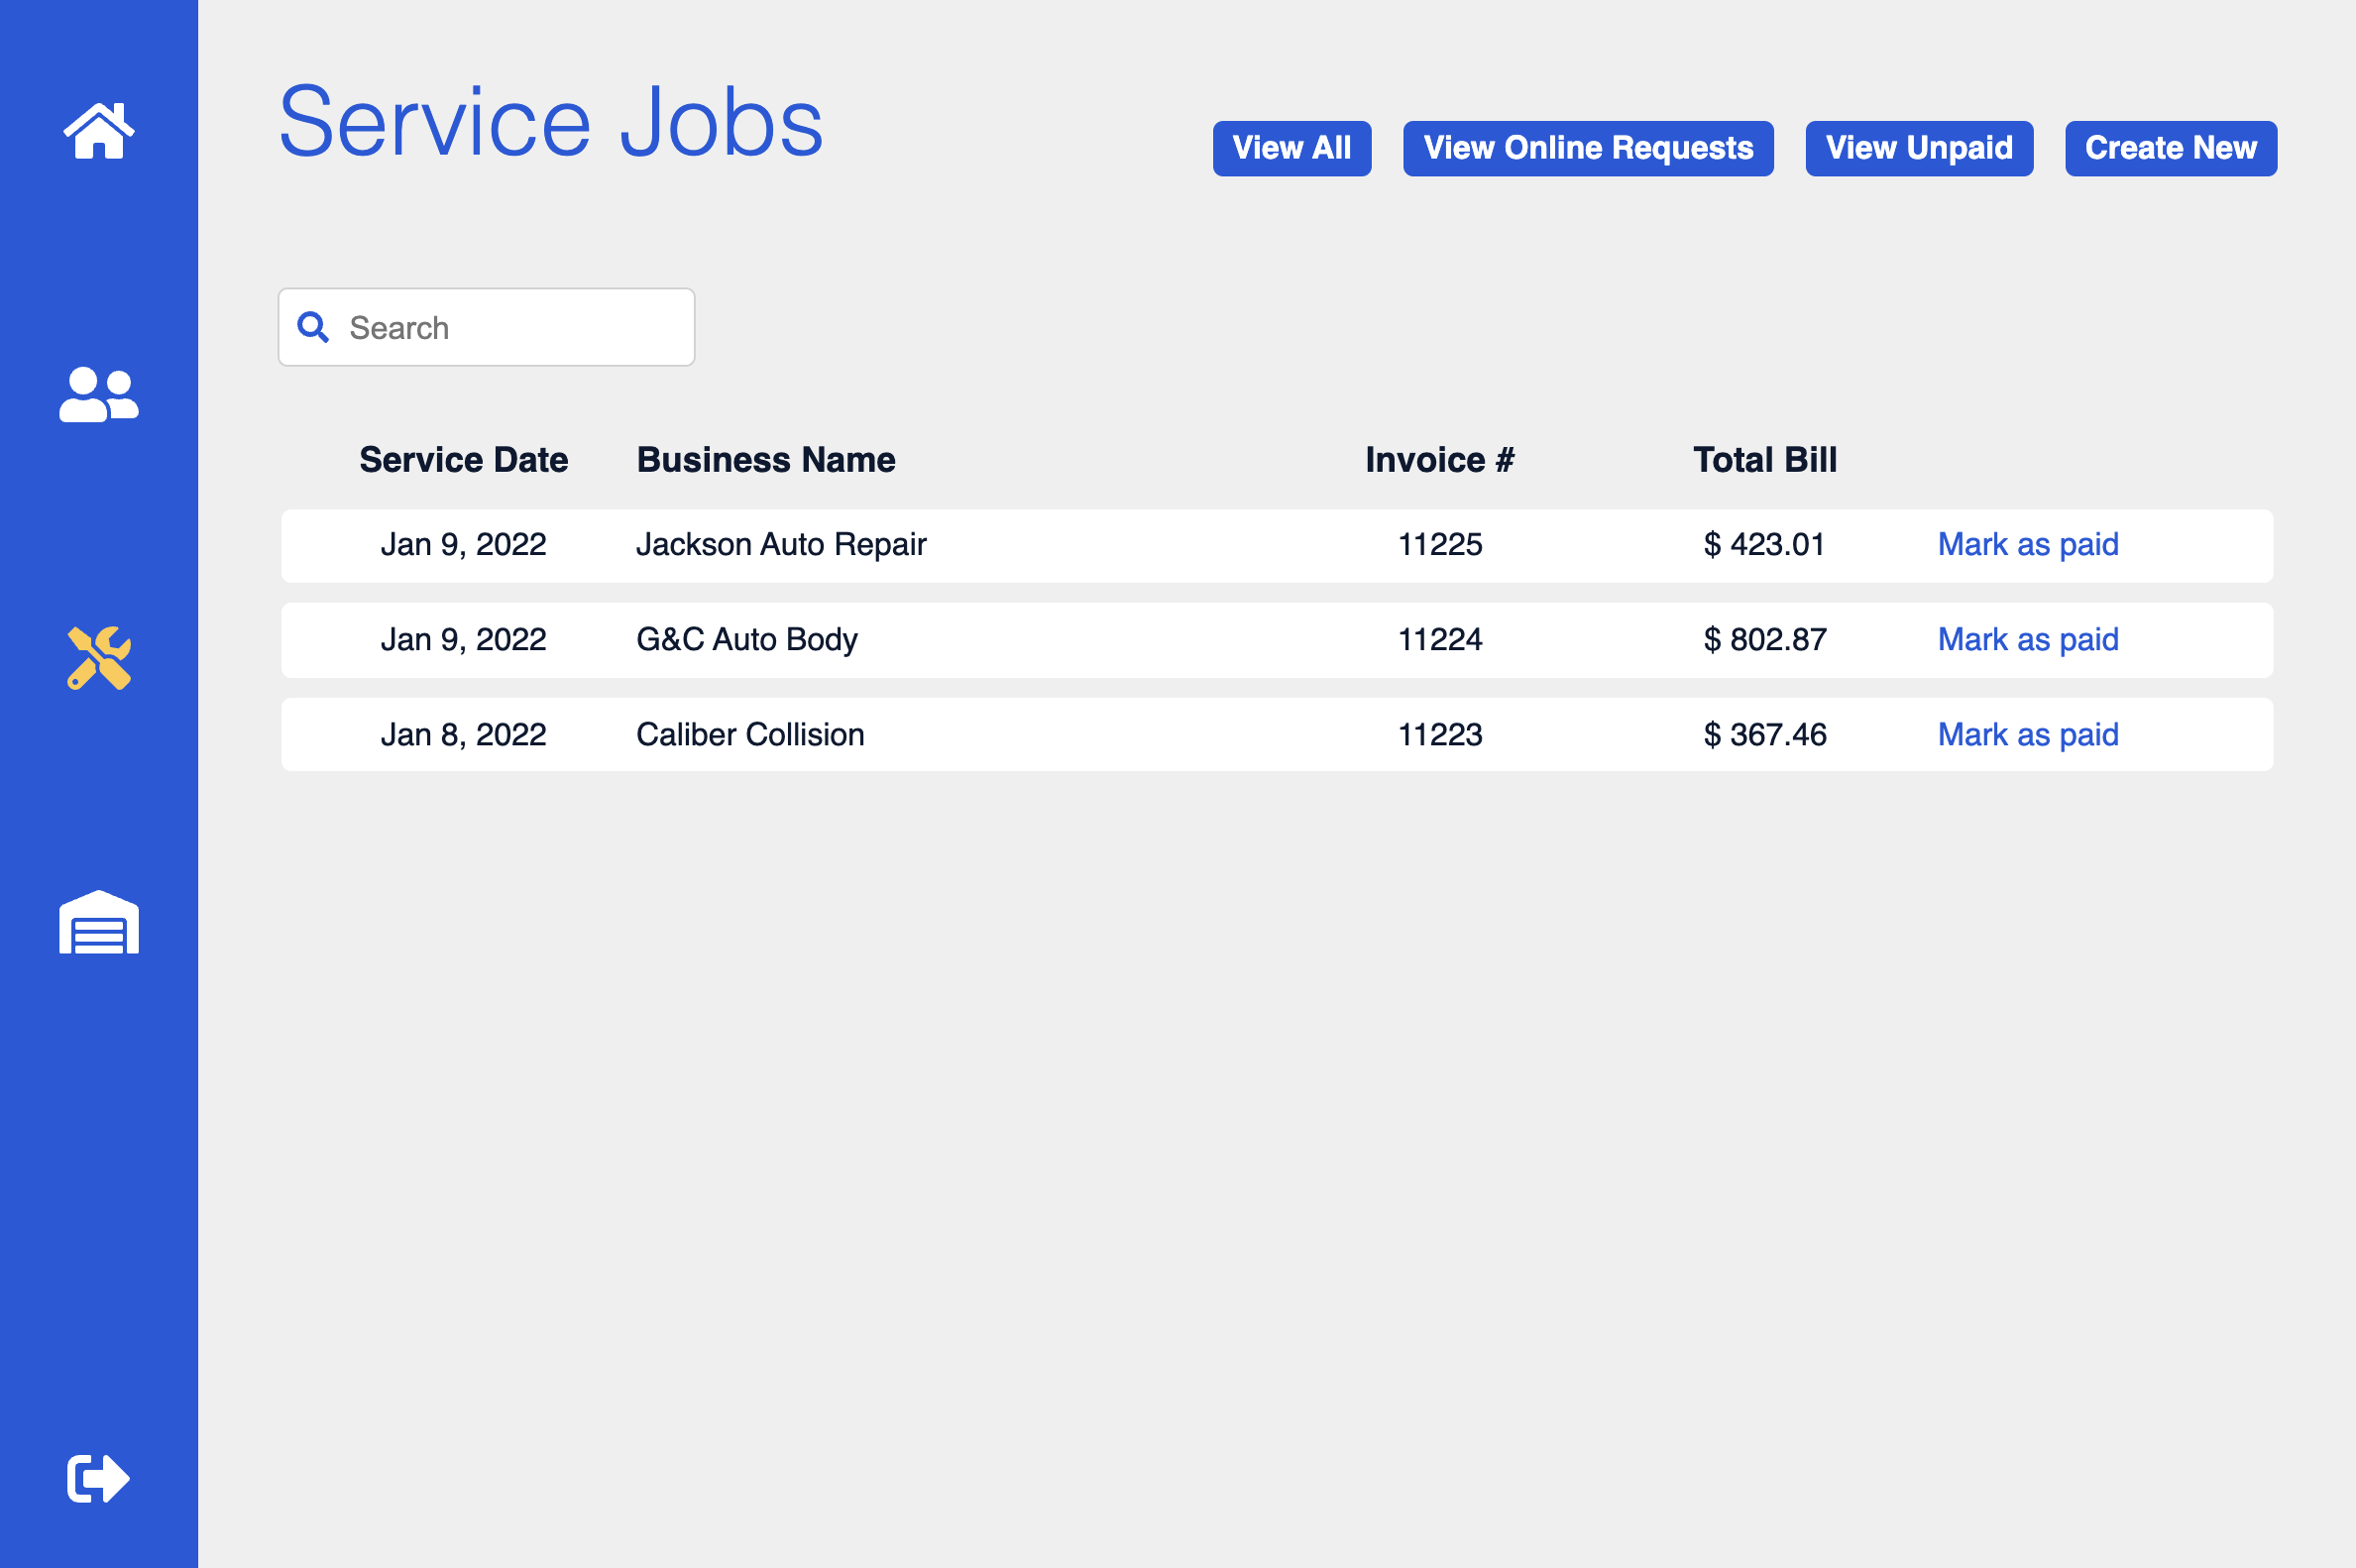 Service Jobs
View All View Online Requests View Unpaid Create New
Search
Service Date Business Name Invoice # Total Bill
Jan 9, 2022 Jackson Auto Repair 11225 $ 423.01 Mark as paid
Jan 9, 2022 G&C Auto Body 11224 $ 802.87 Mark as paid
Jan 8, 2022 Caliber Collision 11223 $ 367.46 Mark as paid